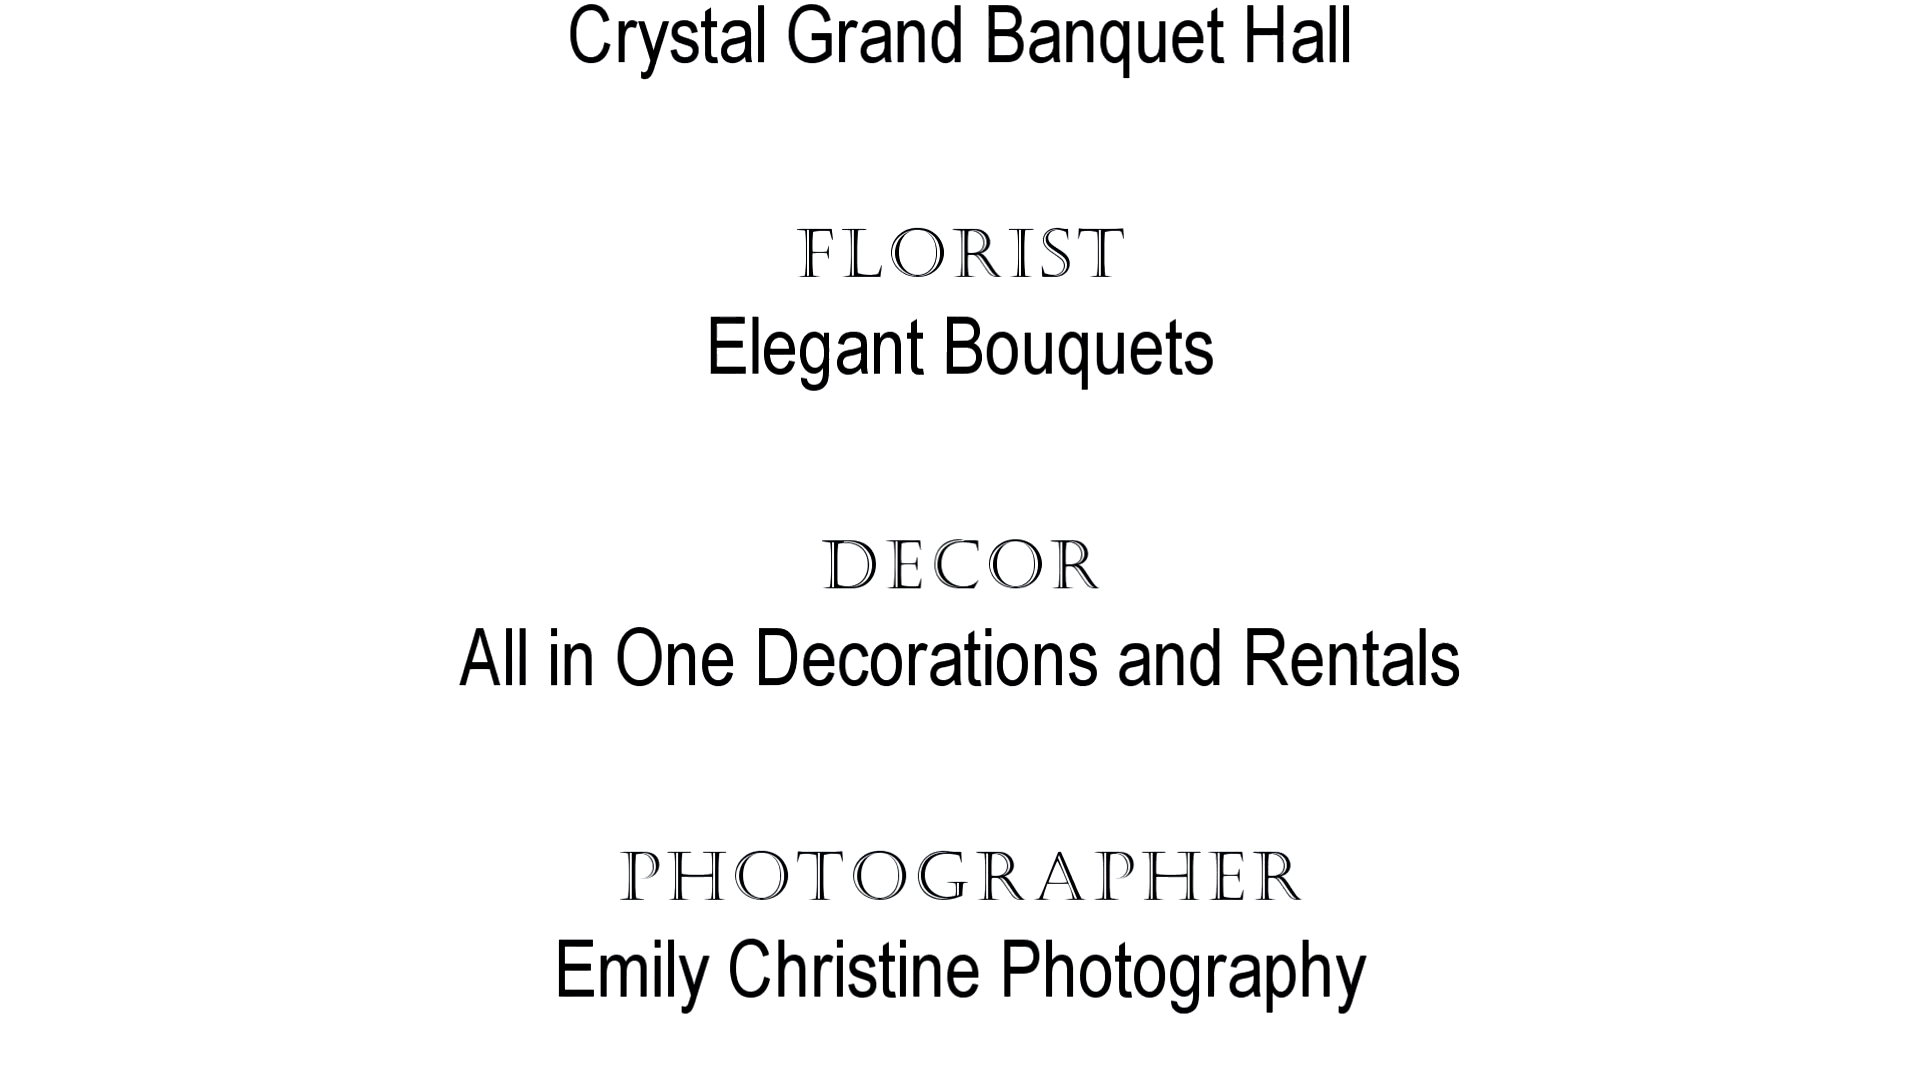 Crystal Grand Banquet Hall
FLORIST
Elegant Bouquets
DECOR
All in One Decorations and Rentals
PHOTOGRAPHER
Emily Christine Photography